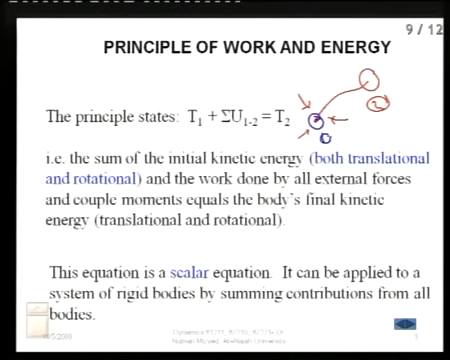 9 / 12
PRINCIPLE OF WORK AND ENERGY
The principle states: T1 + ΣU1-2 = T2
i.e. the sum of the initial kinetic energy (both translational
and rotational) and the work done by all external forces
and couple moments equals the body's final kinetic
energy (translational and rotational).
This equation is a scalar equation. It can be applied to a
system of rigid bodies by summing contributions from all
bodies.